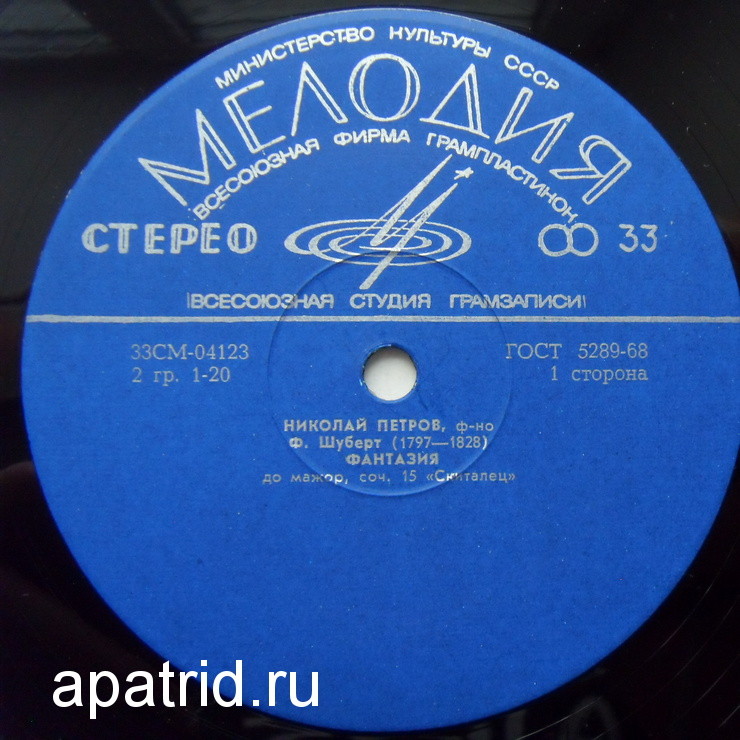 МИНИСТЕРСТВО КУЛЬТУРЫ СССР
МЕЛОДИЯ
ВСЕСОЮЗНАЯ ФИРМА ГРАМПЛАСТИНОК
СТЕРЕО 33
ВСЕСОЮЗНАЯ СТУДИЯ ГРАМЗАПИСИ
33СМ-04123 ГОСТ 5289-68
2 гр. 1-20 1 сторона
НИКОЛАЙ ПЕТРОВ, ф-но
Ф. Шуберт (1797—1828)
ФАНТАЗИЯ
до мажор, соч. 15 «Скиталец»
apatrid.ru